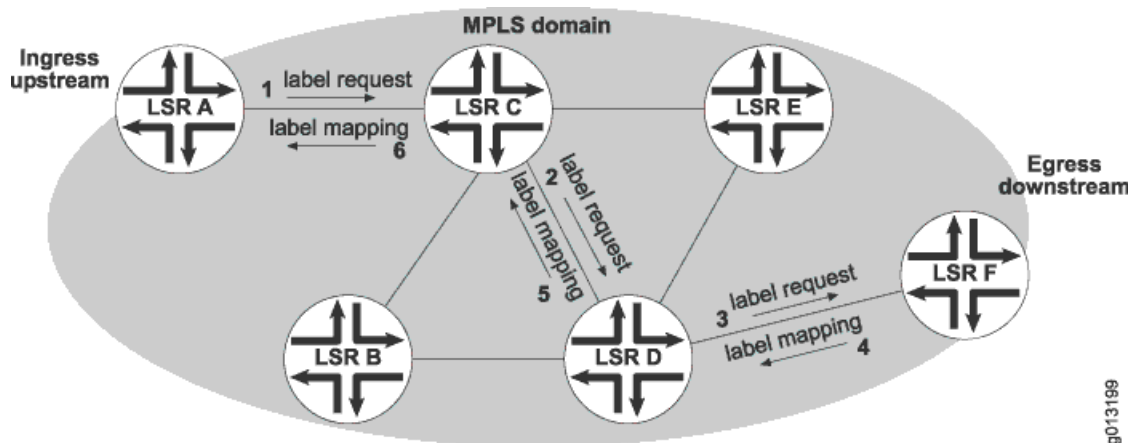 MPLS domain
Ingress
upstream
1 label request
LSR A
LSR C
LSR E
label mapping
6
2 label request
label mapping
5
Egress
downstream
LSR F
3 label request
label mapping
4
LSR B
LSR D
g013199